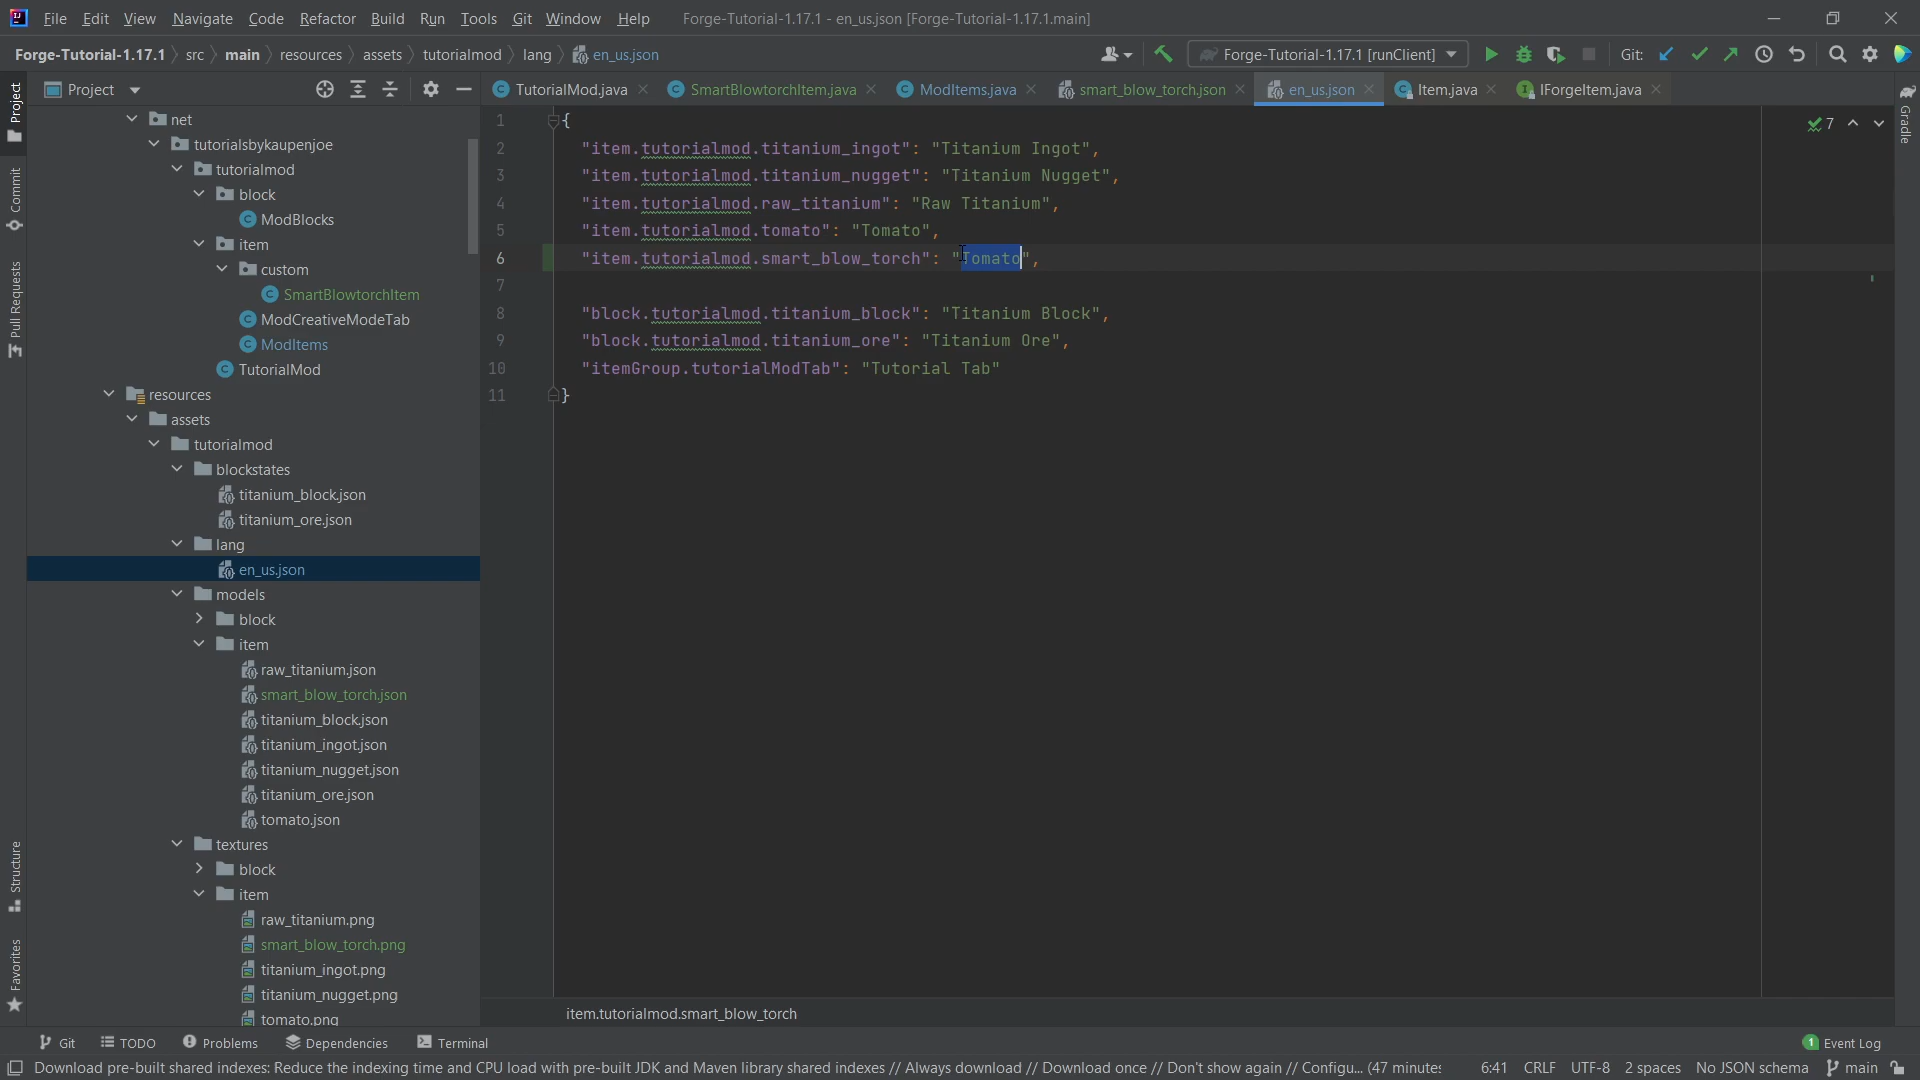 File Edit View Navigate Code Refactor Build Run Tools Git Window Help Forge-Tutorial-1.17.1 - en_us.json [Forge-Tutorial-1.17.1.main]
Forge-Tutorial-1.17.1 src main resources assets tutorialmod lang en_us.json Forge-Tutorial-1.17.1 [runClient] Git:
Project TutorialMod.java SmartBlowtorchItem.java ModItems.java smart_blow_torch.json en_us.json Item.java IForgeItem.java
Project
Commit
Pull Requests
Structure
Favorites
Gradle
net
tutorialsbykaupenjoe
tutorialmod
block
ModBlocks
item
custom
SmartBlowtorchItem
ModCreativeModeTab
ModItems
TutorialMod
resources
assets
tutorialmod
blockstates
titanium_block.json
titanium_ore.json
lang
en_us.json
models
block
item
raw_titanium.json
smart_blow_torch.json
titanium_block.json
titanium_ingot.json
titanium_nugget.json
titanium_ore.json
tomato.json
textures
block
item
raw_titanium.png
smart_blow_torch.png
titanium_ingot.png
titanium_nugget.png
tomato.png
1 {
7
2 "item.tutorialmod.titanium_ingot": "Titanium Ingot",
3 "item.tutorialmod.titanium_nugget": "Titanium Nugget",
4 "item.tutorialmod.raw_titanium": "Raw Titanium",
5 "item.tutorialmod.tomato": "Tomato",
6 "item.tutorialmod.smart_blow_torch": "Tomato",
7
8 "block.tutorialmod.titanium_block": "Titanium Block",
9 "block.tutorialmod.titanium_ore": "Titanium Ore",
10 "itemGroup.tutorialModTab": "Tutorial Tab"
11 }
item.tutorialmod.smart_blow_torch
Git TODO Problems Dependencies Terminal 1 Event Log
Download pre-built shared indexes: Reduce the indexing time and CPU load with pre-built JDK and Maven library shared indexes // Always download // Download once // Don't show again // Configu... (47 minutes 6:41 CRLF UTF-8 2 spaces No JSON schema main